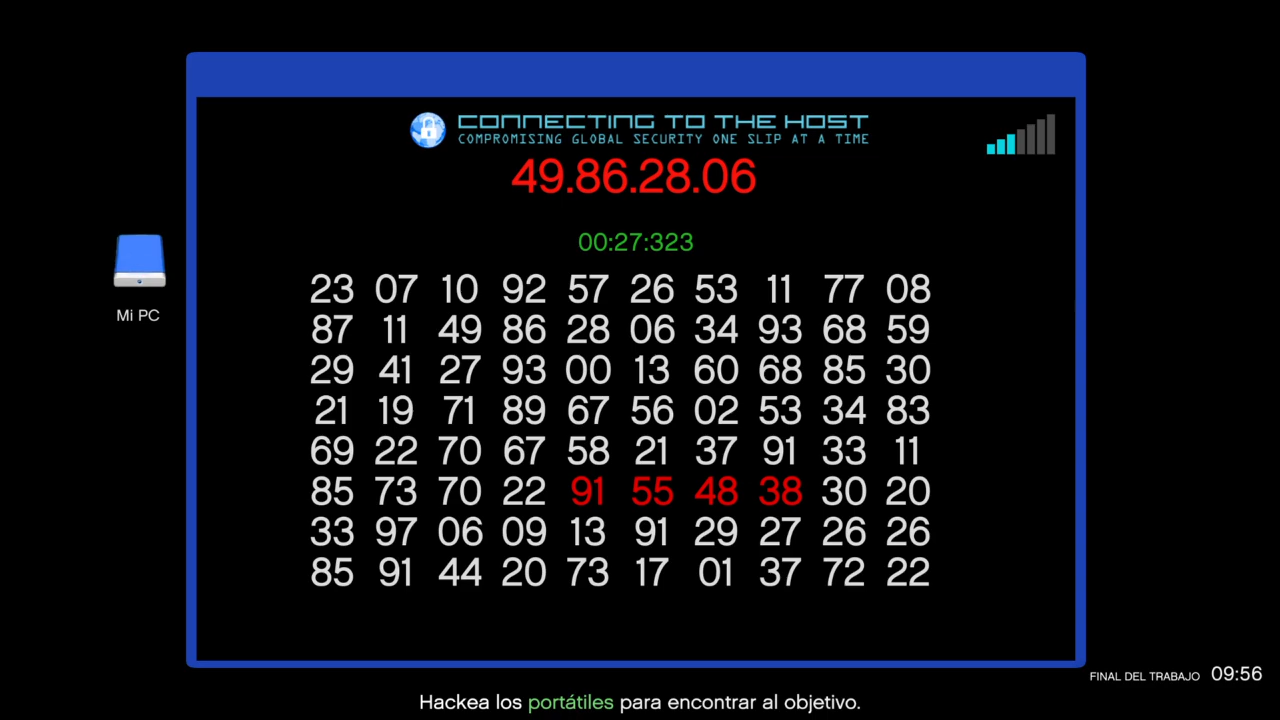 CONNECTING TO THE HOST
COMPROMISING GLOBAL SECURITY ONE SLIP AT A TIME
49.86.28.06
00:27:323
23 07 10 92 57 26 53 11 77 08
87 11 49 86 28 06 34 93 68 59
29 41 27 93 00 13 60 68 85 30
21 19 71 89 67 56 02 53 34 83
69 22 70 67 58 21 37 91 33 11
85 73 70 22 91 55 48 38 30 20
33 97 06 09 13 91 29 27 26 26
85 91 44 20 73 17 01 37 72 22
Mi PC
FINAL DEL TRABAJO 09:56
Hackea los portátiles para encontrar al objetivo.